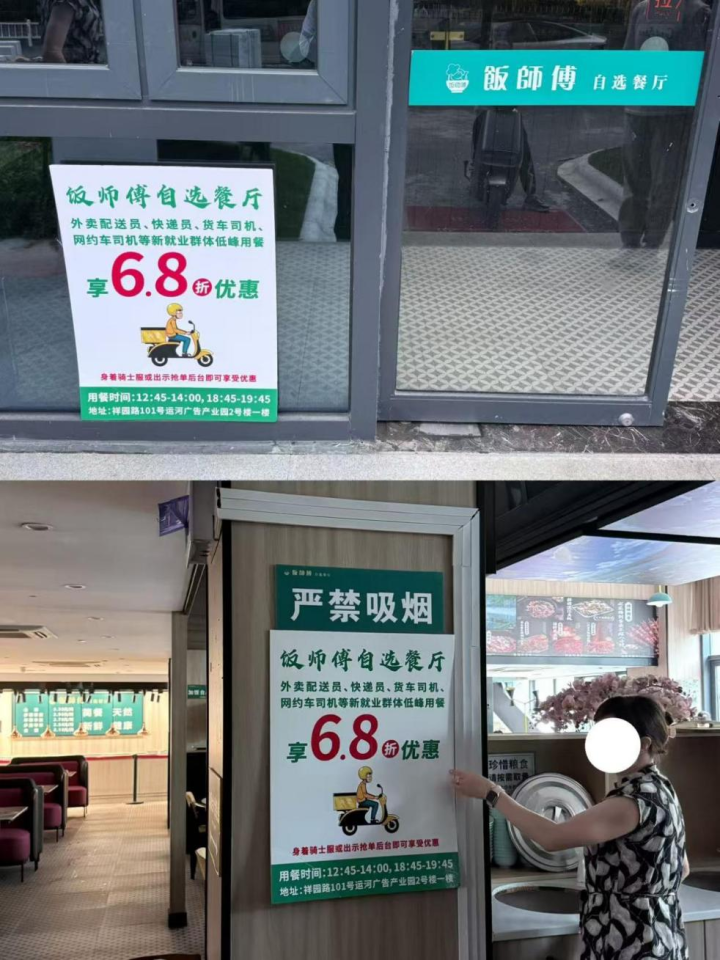 飯師傅 自选餐厅
饭师傅自选餐厅
外卖配送员、快递员、货车司机、
网约车司机等新就业群体低峰用餐
享6.8折优惠
身着骑士服或出示抢单后台即可享受优惠
用餐时间:12:45-14:00, 18:45-19:45
地址:祥园路101号运河广告产业园2号楼一楼
飯師傅
严禁吸烟
饭师傅自选餐厅
外卖配送员、快递员、货车司机、
网约车司机等新就业群体低峰用餐
享6.8折优惠
身着骑士服或出示抢单后台即可享受优惠
用餐时间:12:45-14:00, 18:45-19:45
地址:祥园路101号运河广告产业园2号楼一楼
珍惜粮食
请按需取